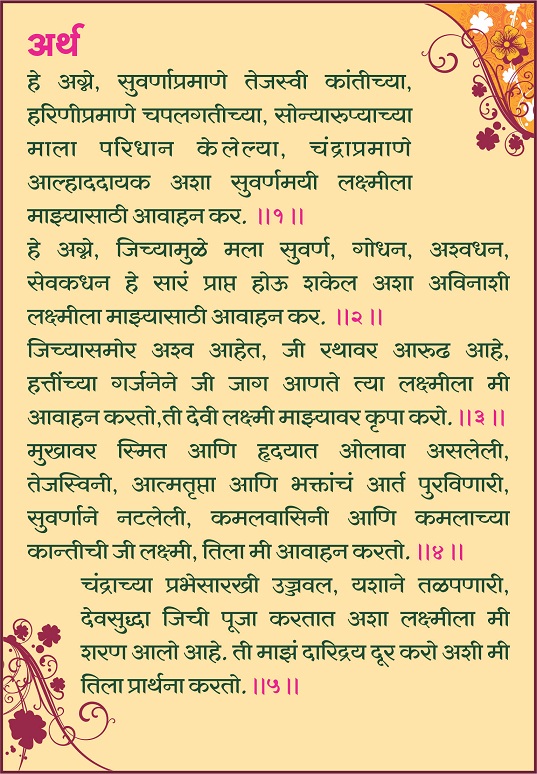 अर्थ
हे अग्ने, सुवर्णाप्रमाणे तेजस्वी कांतीच्या,
हरिणीप्रमाणे चपलगतीच्या, सोन्यारुप्याच्या
माला परिधान केलेल्या, चंद्राप्रमाणे
आल्हाददायक अशा सुवर्णमयी लक्ष्मीला
माझ्यासाठी आवाहन कर. ॥१॥
हे अग्ने, जिच्यामुळे मला सुवर्ण, गोधन, अश्वधन,
सेवकधन हे सारं प्राप्त होऊ शकेल अशा अविनाशी
लक्ष्मीला माझ्यासाठी आवाहन कर. ॥२॥
जिच्यासमोर अश्व आहेत, जी रथावर आरुढ आहे,
हत्तींच्या गर्जनेने जी जाग आणते त्या लक्ष्मीला मी
आवाहन करतो,ती देवी लक्ष्मी माझ्यावर कृपा करो.॥३॥
मुखावर स्मित आणि हृदयात ओलावा असलेली,
तेजस्विनी, आत्मतृप्ता आणि भक्तांचं आर्त पुरविणारी,
सुवर्णाने नटलेली, कमलवासिनी आणि कमलाच्या
कान्तीची जी लक्ष्मी, तिला मी आवाहन करतो. ॥४॥
चंद्राच्या प्रभेसारखी उज्ज्वल, यशाने तळपणारी,
देवसुद्धा जिची पूजा करतात अशा लक्ष्मीला मी
शरण आलो आहे. ती माझं दारिद्रय दूर करो अशी मी
तिला प्रार्थना करतो.॥५॥